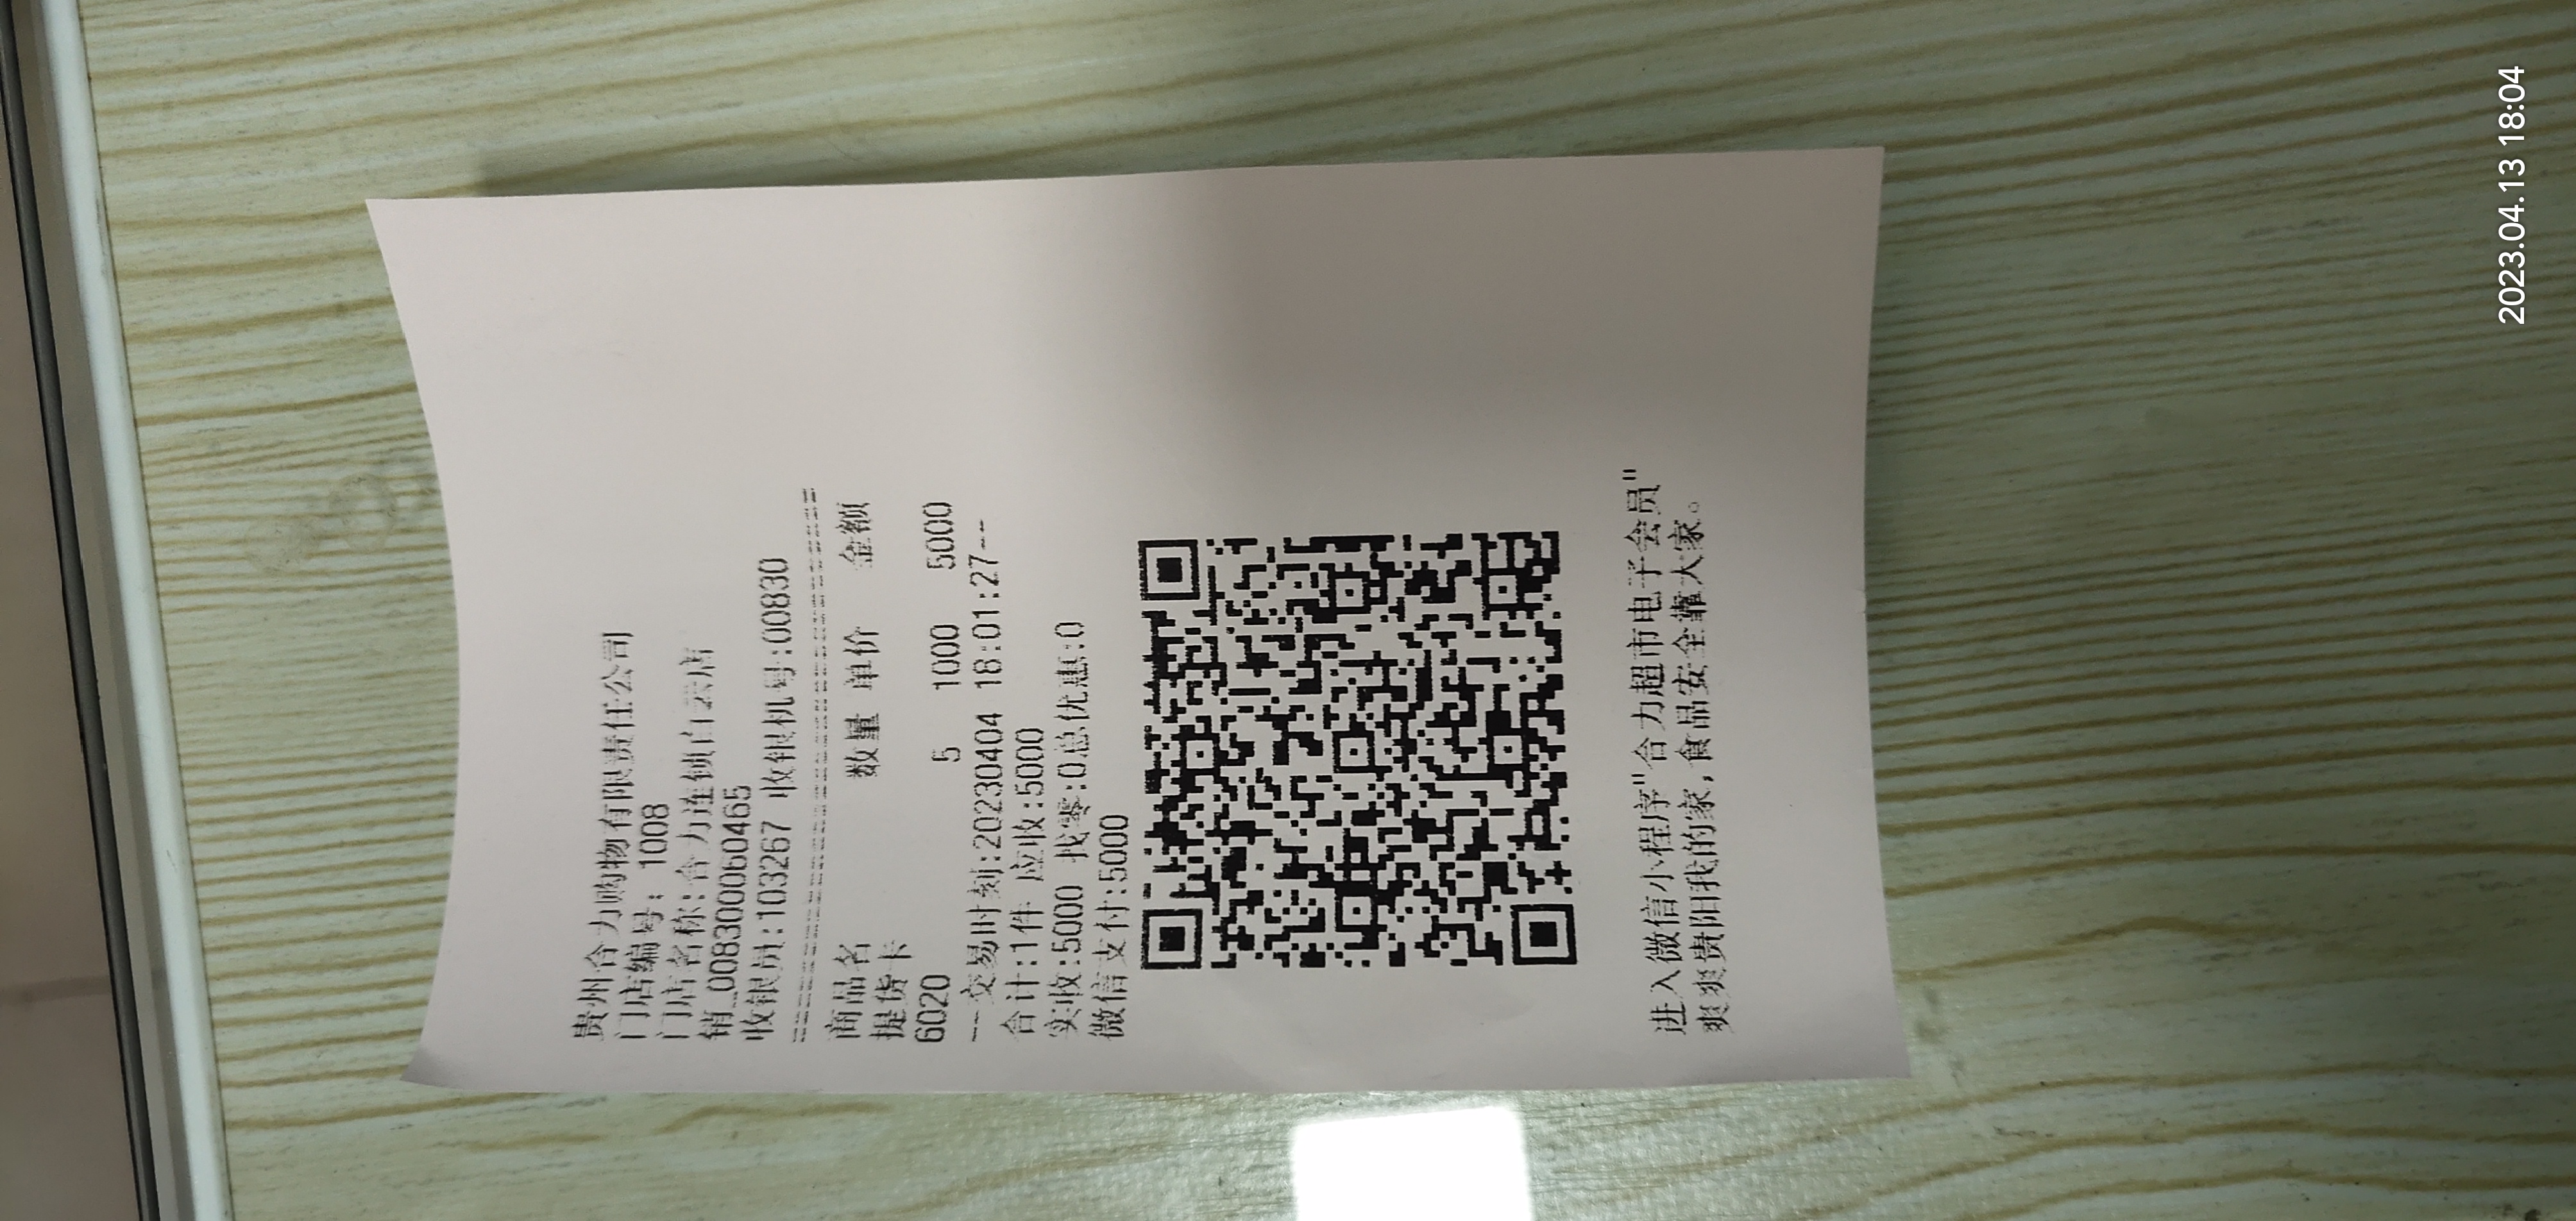 贵州合力购物有限责任公司
门店编号: 1008
门店名称:合力连锁白云店
销_0083000060465
收银员:103267 收银机号:00830
商品名 数量 单价 金额
提货卡
6020 5 1000 5000
--交易时刻:20230404 18:01:27--
合计:1件 应收:5000
实收:5000 找零:0总优惠:0
微信支付:5000
进入微信小程序"合力超市电子会员"
爽爽贵阳我的家,食品安全靠大家。
2023.04.13 18:04